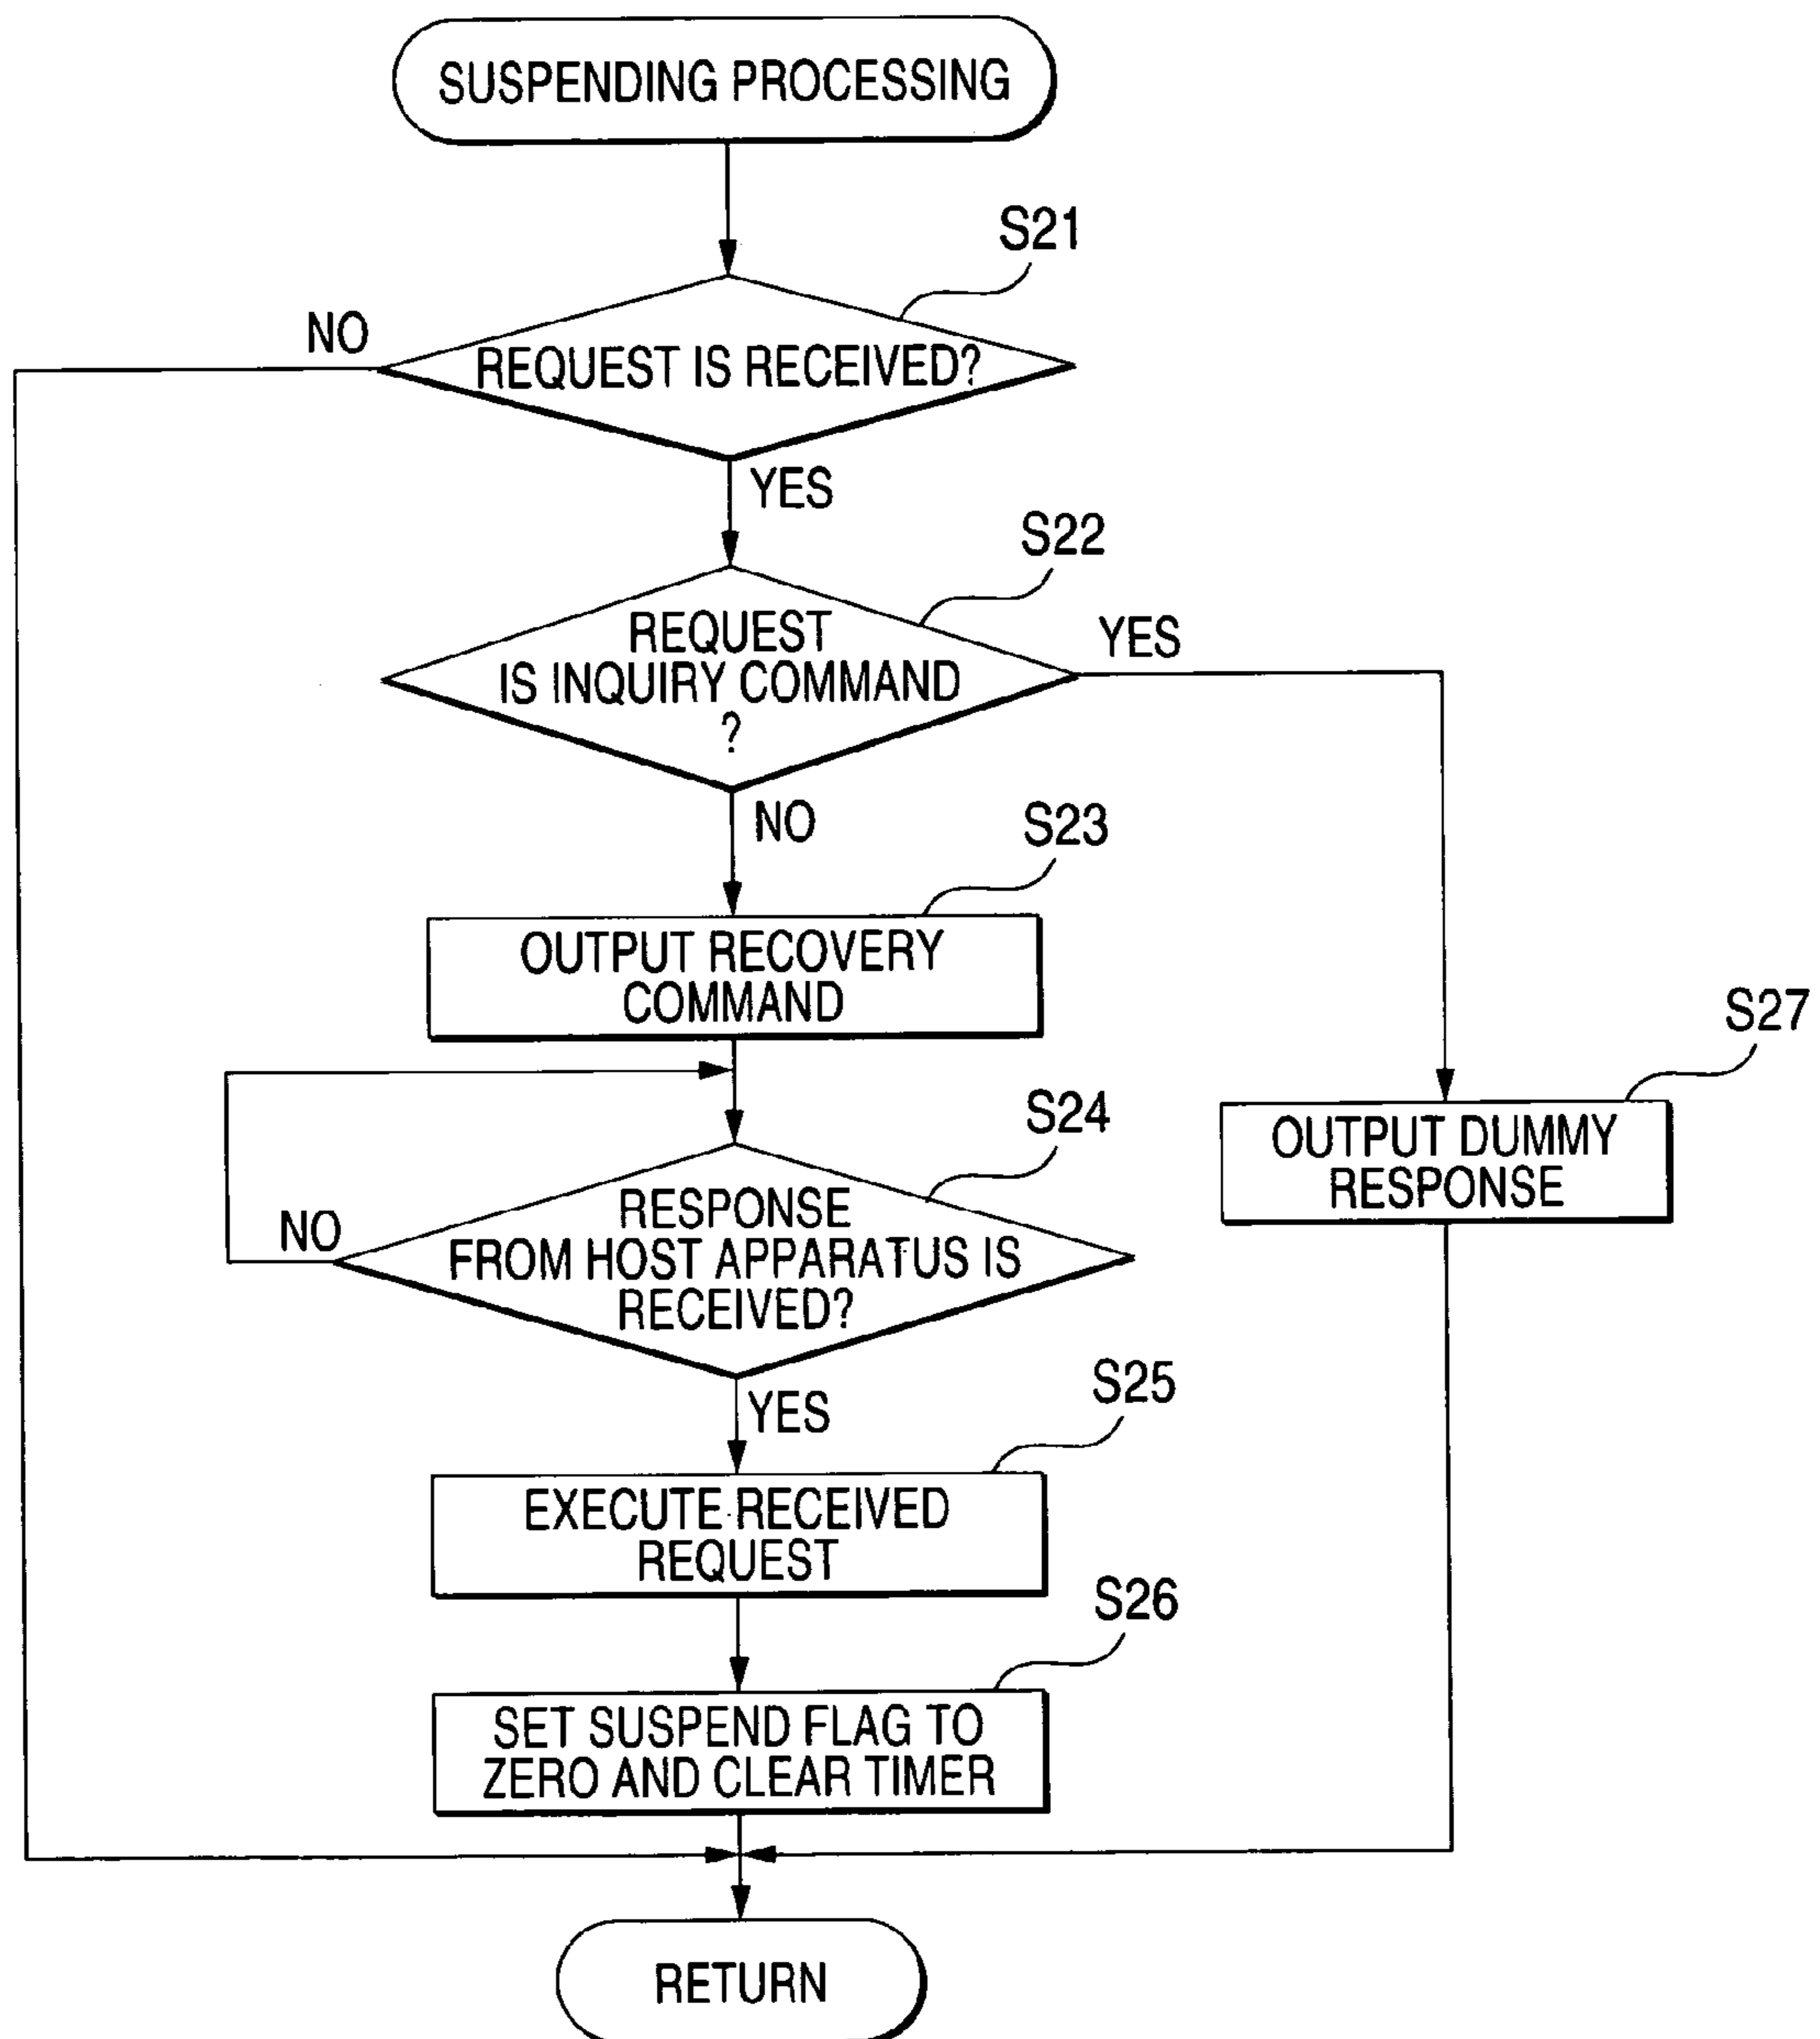 SUSPENDING PROCESSING
S21
NO
REQUEST IS RECEIVED?
YES
S22
REQUEST
IS INQUIRY COMMAND
?
YES
NO
S23
OUTPUT RECOVERY
COMMAND
S27
OUTPUT DUMMY
RESPONSE
S24
NO
RESPONSE
FROM HOST APPARATUS IS
RECEIVED?
YES
S25
EXECUTE RECEIVED
REQUEST
S26
SET SUSPEND FLAG TO
ZERO AND CLEAR TIMER
RETURN